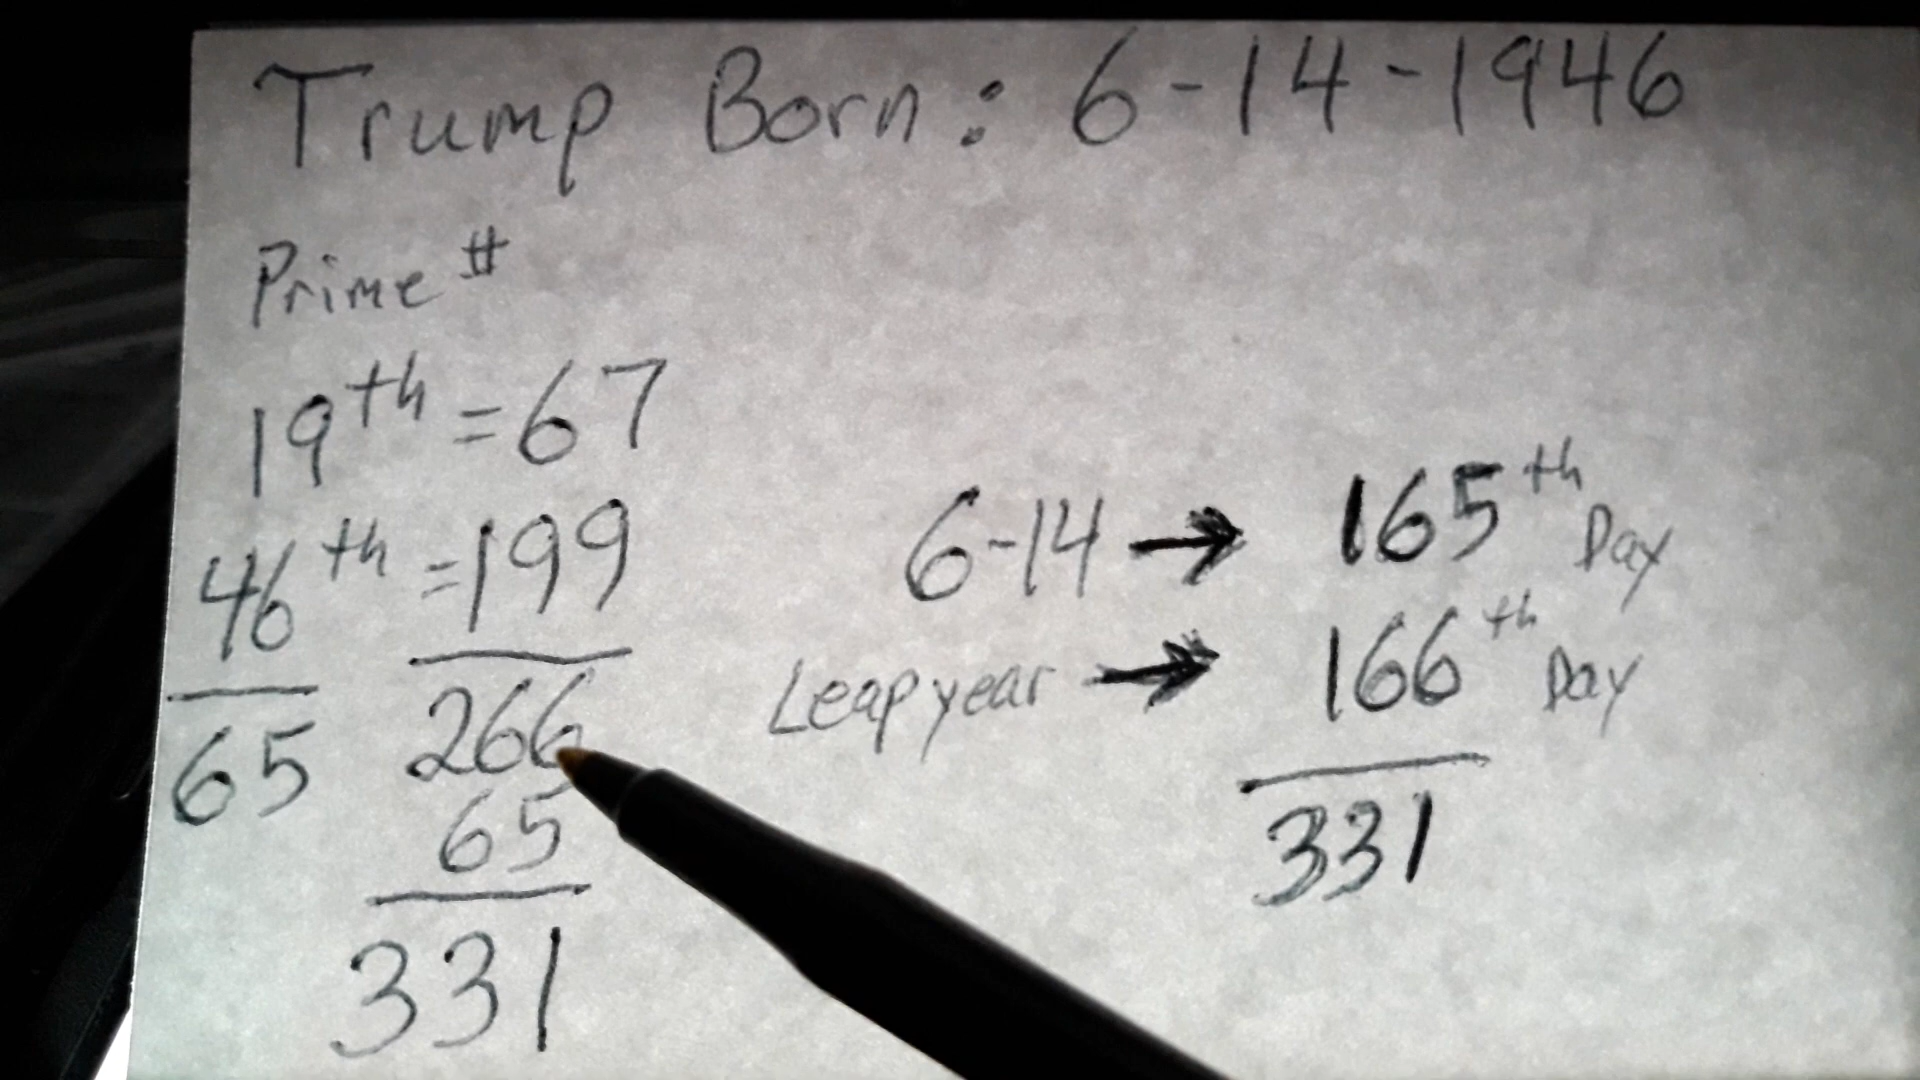 Trump Born: 6-14-1946
Prime #
19th = 67
46th = 199
65 266
65
331
6-14 → 165th Day
Leap year → 166th Day
331